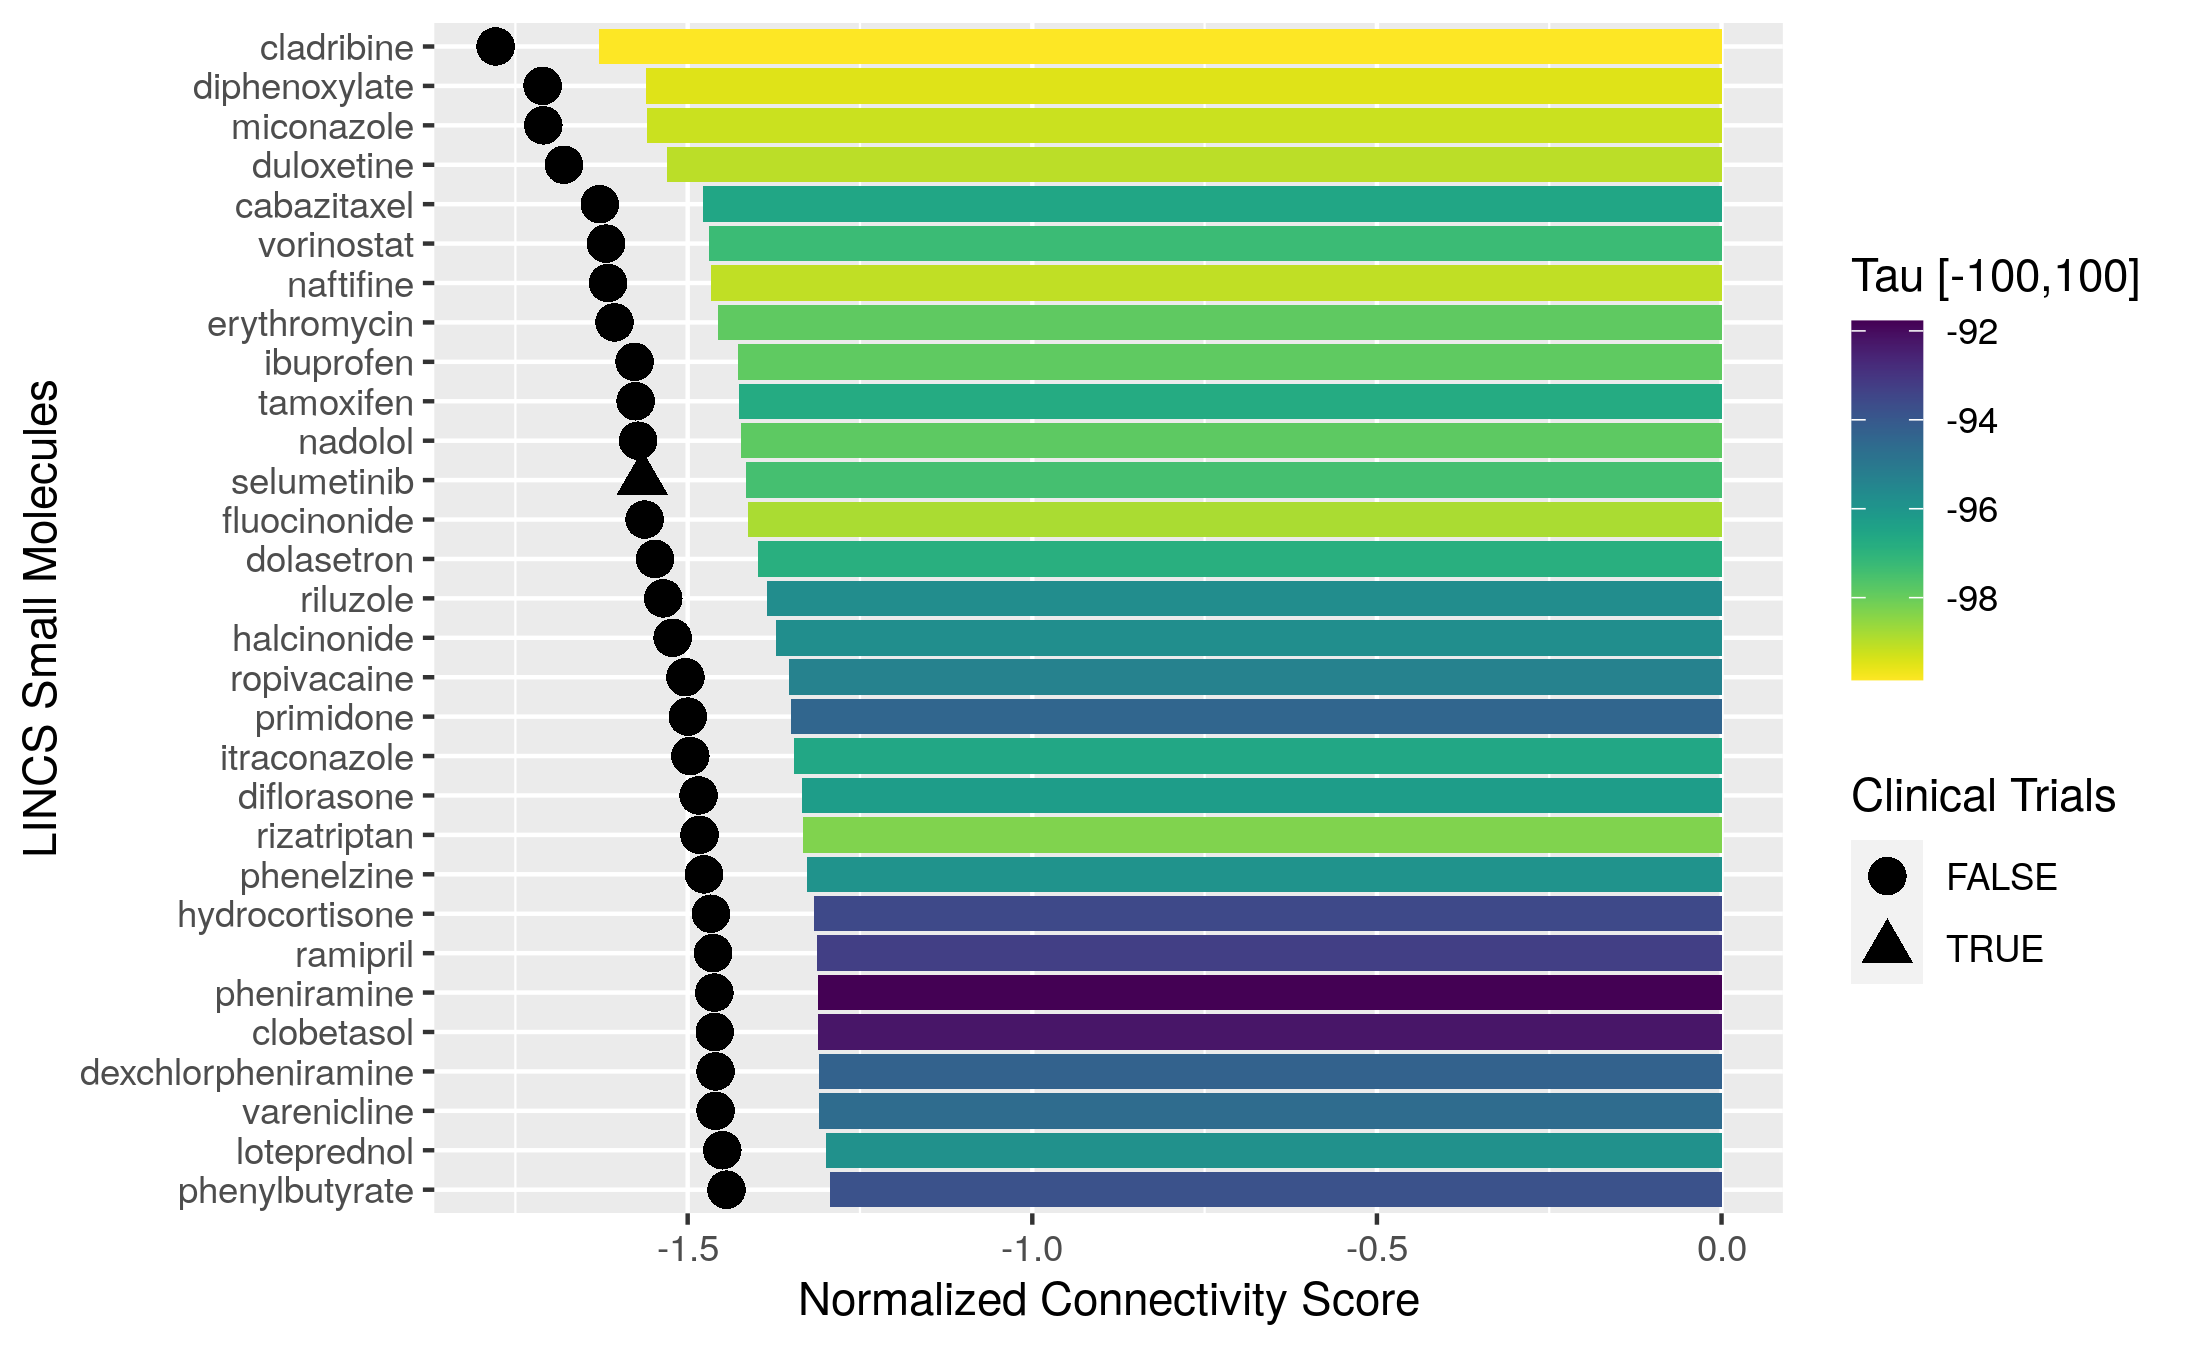 LINCS Small Molecules
cladribine
diphenoxylate
miconazole
duloxetine
cabazitaxel
vorinostat
naftifine
erythromycin
ibuprofen
tamoxifen
nadolol
selumetinib
fluocinonide
dolasetron
riluzole
halcinonide
ropivacaine
primidone
itraconazole
diflorasone
rizatriptan
phenelzine
hydrocortisone
ramipril
pheniramine
clobetasol
dexchlorpheniramine
varenicline
loteprednol
phenylbutyrate
-1.5 -1.0 -0.5 0.0
Normalized Connectivity Score
Tau [-100,100]
-92
-94
-96
-98
Clinical Trials
FALSE
TRUE